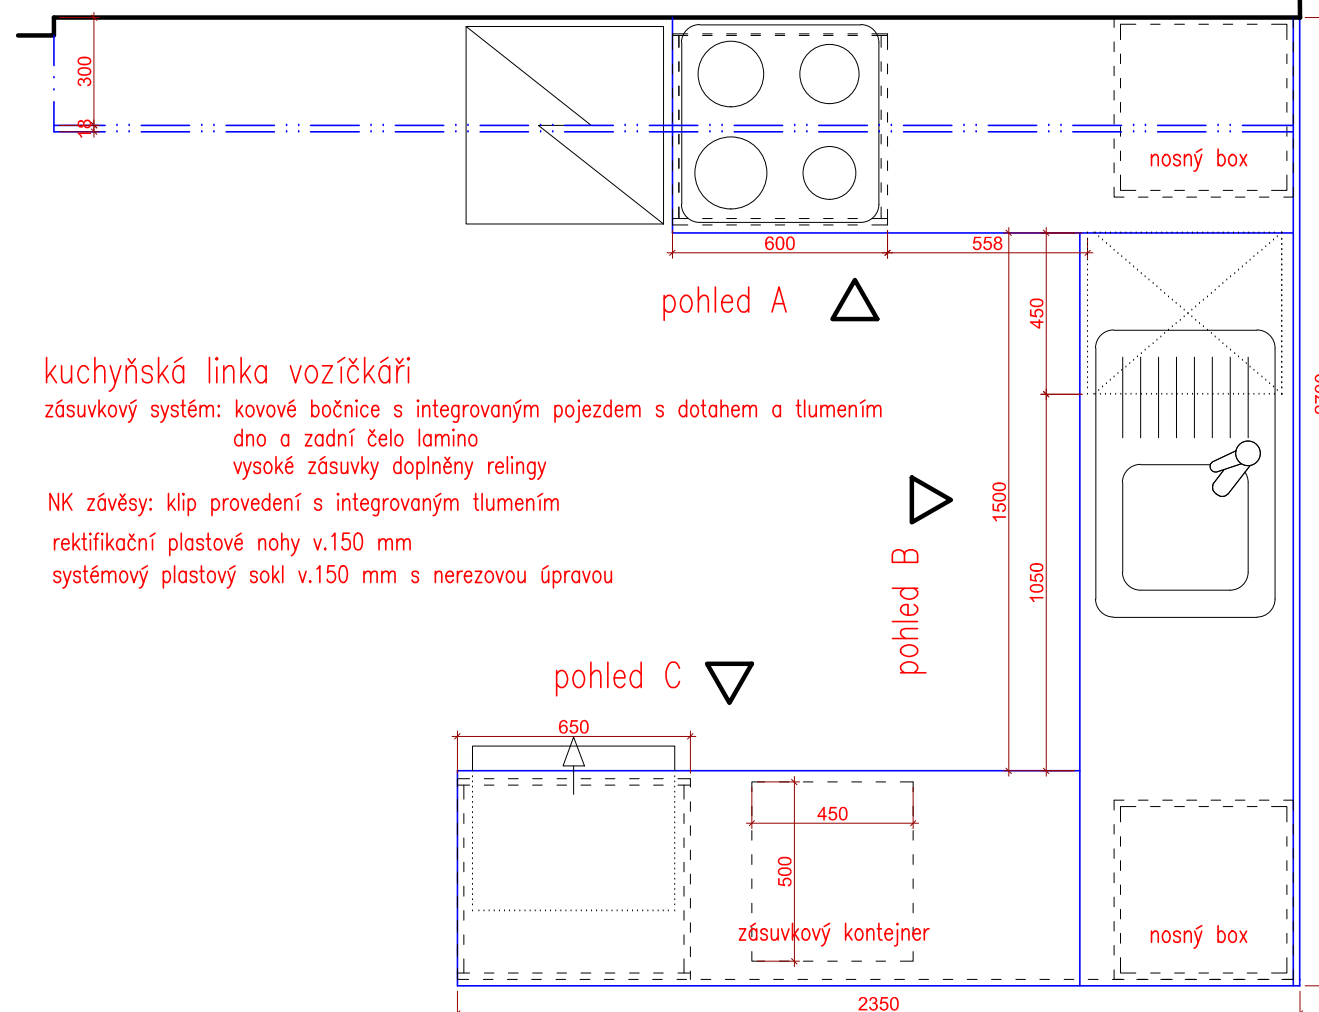 300
18
nosný box
600
558
450
pohled A
kuchyňská linka vozíčkáři
zásuvkový systém: kovové bočnice s integrovaným pojezdem s dotahem a tlumením
dno a zadní čelo lamino
vysoké zásuvky doplněny relingy
NK závěsy: klip provedení s integrovaným tlumením
rektifikační plastové nohy v.150 mm
systémový plastový sokl v.150 mm s nerezovou úpravou
1500
1050
pohled B
pohled C
650
450
500
zásuvkový kontejner
nosný box
2350